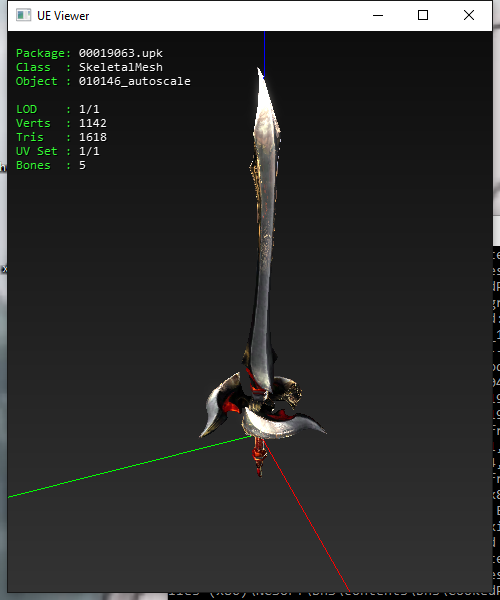 UE Viewer
Package: 00019063.upk
Class : SkeletalMesh
Object : 010146_autoscale
LOD : 1/1
Verts : 1142
Tris : 1618
UV Set : 1/1
Bones : 5